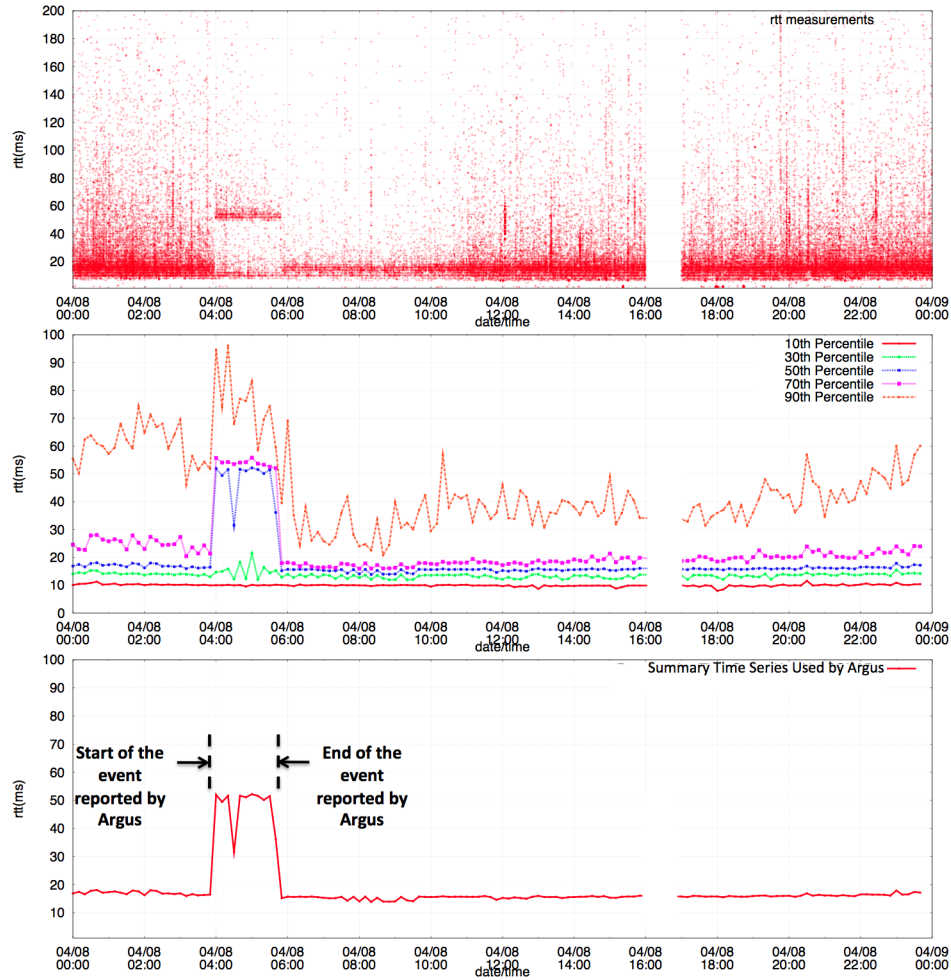 200
180
160
140
120
100
80
60
40
20
rtt(ms)
rtt measurements
04/08 04/08 04/08 04/08 04/08 04/08 04/08 04/08 04/08 04/08 04/08 04/08 04/09
00:00 02:00 04:00 06:00 08:00 10:00 12:00 14:00 16:00 18:00 20:00 22:00 00:00
date/time
100
90
80
70
60
50
40
30
20
10
0
rtt(ms)
10th Percentile
30th Percentile
50th Percentile
70th Percentile
90th Percentile
04/08 04/08 04/08 04/08 04/08 04/08 04/08 04/08 04/08 04/08 04/08 04/08 04/09
00:00 02:00 04:00 06:00 08:00 10:00 12:00 14:00 16:00 18:00 20:00 22:00 00:00
date/time
100
90
80
70
60
50
40
30
20
10
rtt(ms)
Summary Time Series Used by Argus
Start of the
event
reported by
Argus
End of the
event
reported by
Argus
04/08 04/08 04/08 04/08 04/08 04/08 04/08 04/08 04/08 04/08 04/08 04/08 04/09
00:00 02:00 04:00 06:00 08:00 10:00 12:00 14:00 16:00 18:00 20:00 22:00 00:00
date/time